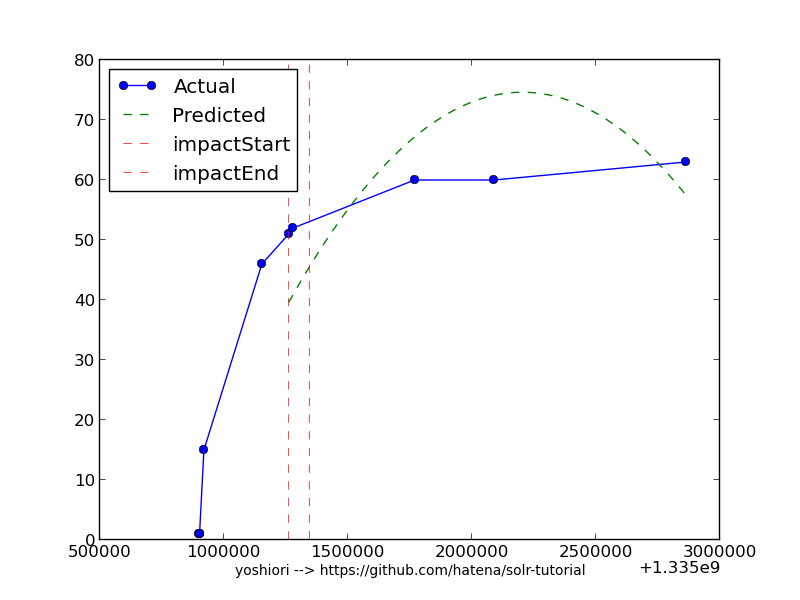 80
70
60
50
40
30
20
10
0
Actual
Predicted
impactStart
impactEnd
500000 1000000 1500000 2000000 2500000 3000000
+1.335e9
yoshiori --> https://github.com/hatena/solr-tutorial